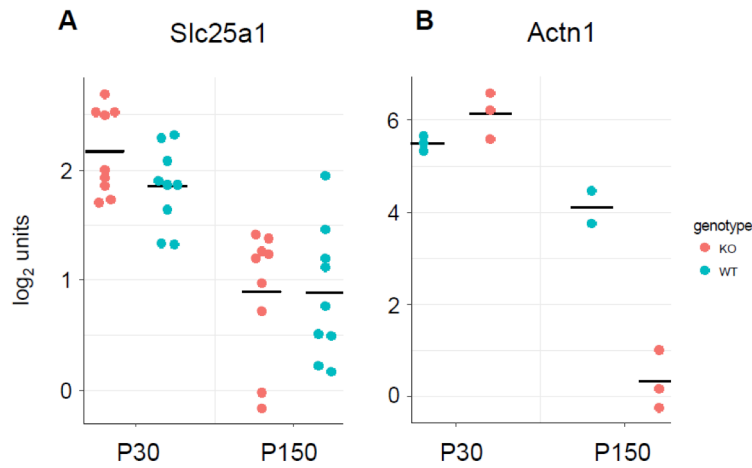 A
Slc25a1
log₂ units
2
1
0
P30
P150
B
Actn1
6
4
2
0
P30
P150
genotype
KO
WT